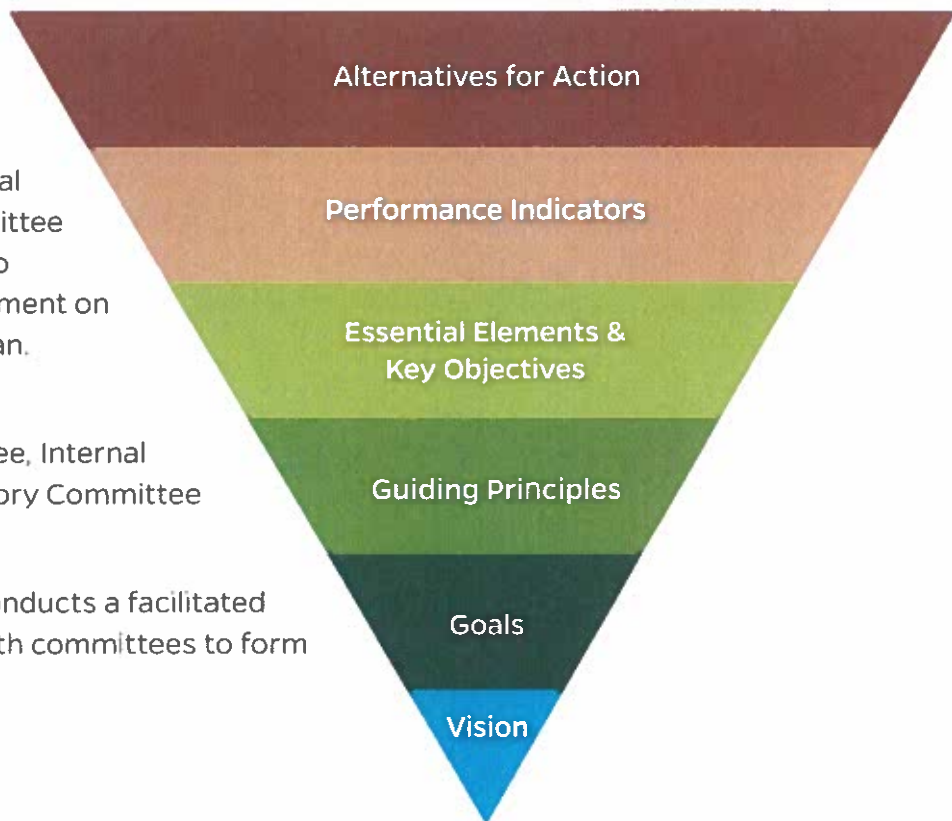 al
ittee
o
ment on
an.
ee, Internal
ory Committee
nducts a facilitated
th committees to form
Alternatives for Action
Performance Indicators
Essential Elements &
Key Objectives
Guiding Principles
Goals
Vision